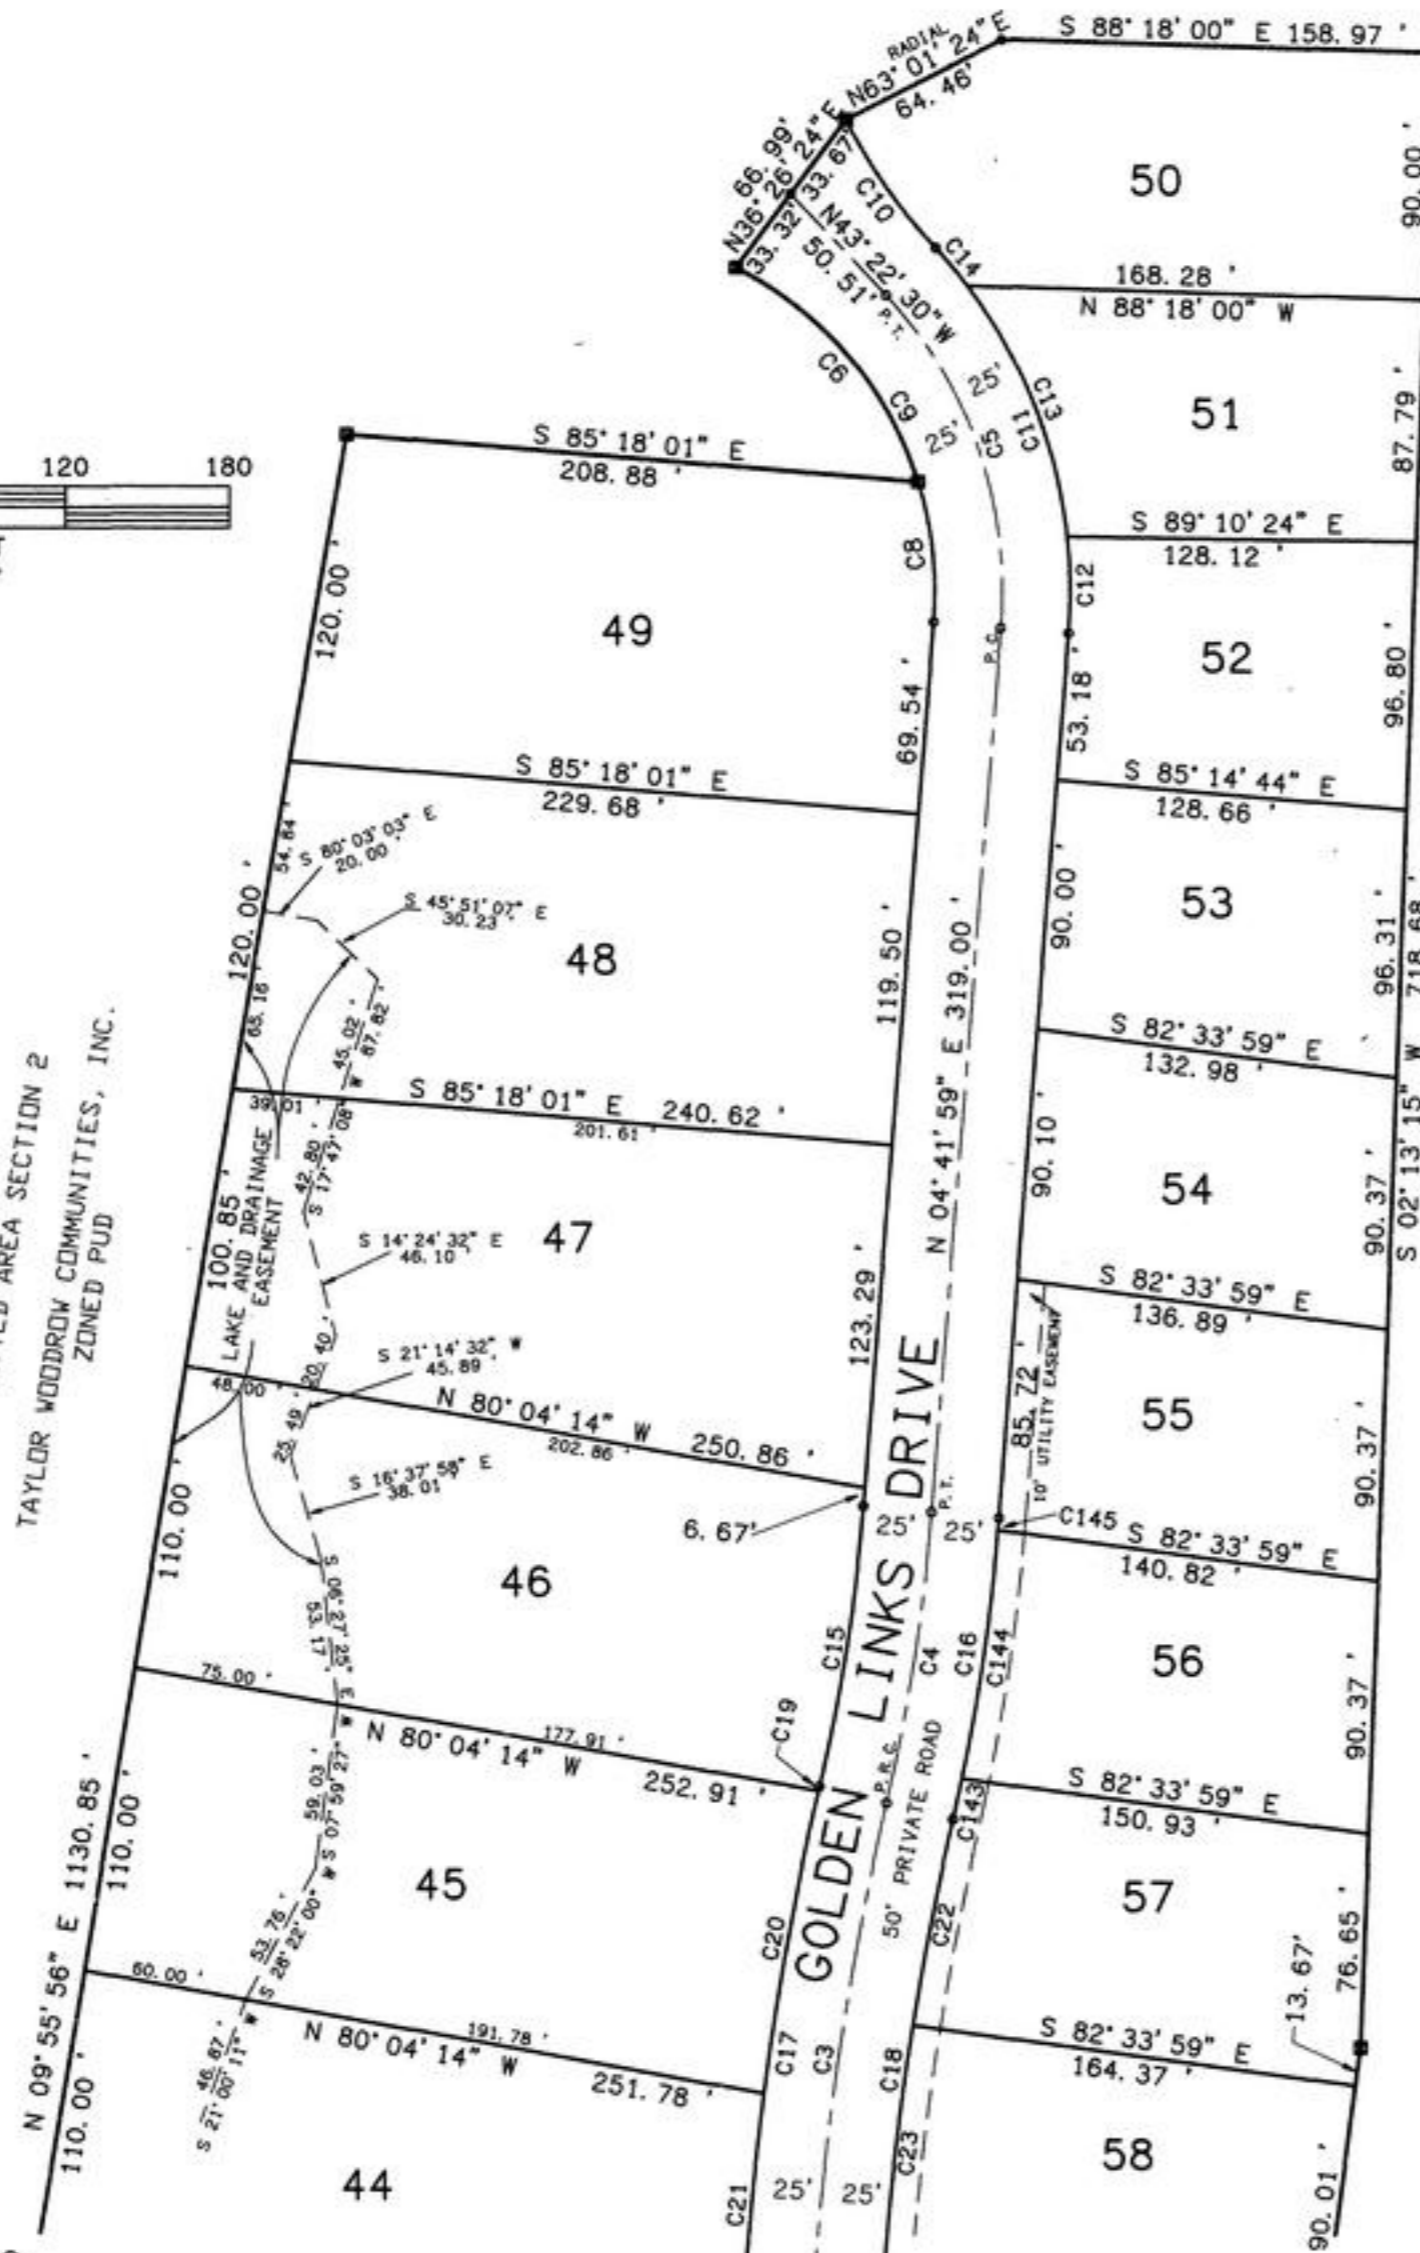 S 88° 18' 00" E 158.97 '
RADIAL
N63° 01' 24" E
64.46'
66.99'
N36° 26' 24" E
33.67'
33.32'
N43° 22' 30" W
50.51'
P.T.
C10
C14
50
90.00 '
168.28 '
N 88° 18' 00" W
C6
C9
25'
25'
C5
C11
C13
51
87.79 '
120
180
S 85° 18' 01" E
208.88 '
S 89° 10' 24" E
128.12 '
C8
C12
120.00 '
49
P.C.
52
69.54 '
53.18 '
96.80 '
S 85° 18' 01" E
229.68 '
S 85° 14' 44" E
128.66 '
54.84 '
S 80° 03' 03" E
20.00 '
S 45° 51' 07" E
30.23 '
120.00 '
65.16 '
48
45.02 '
87.82 '
119.50 '
90.00 '
53
96.31 '
S 02° 13' 15" W 718.68 '
N 04° 41' 59" E 319.00 '
S 82° 33' 59" E
132.98 '
39.01 '
S 85° 18' 01" E 240.62 '
201.61 '
42.80 '
S 17° 47' 08" W
AREA SECTION 2
TAYLOR WOODROW COMMUNITIES, INC.
ZONED PUD
100.85 '
LAKE AND DRAINAGE
EASEMENT
47
S 14° 24' 32" E
46.10 '
90.10 '
54
90.37 '
123.29 '
S 82° 33' 59" E
136.89 '
20.40 '
S 21° 14' 32" W
45.89 '
48.00 '
N 80° 04' 14" W 250.86 '
202.86 '
25.49 '
85.72 '
10' UTILITY EASEMENT
55
90.37 '
S 16° 37' 58" E
38.01 '
6.67'
25'
25'
P.T.
C145
S 82° 33' 59" E
140.82 '
110.00 '
46
S 06° 27' 25" E
53.17 '
C15
C4
C16
C144
56
90.37 '
75.00 '
N 80° 04' 14" W 252.91 '
177.91 '
C19
P.R.C.
GOLDEN LINKS DRIVE
50' PRIVATE ROAD
C143
S 82° 33' 59" E
150.93 '
N 09° 55' 56" E 1130.85 '
110.00 '
59.03 '
S 07° 59' 27" W
45
C20
C22
57
76.65 '
13.67'
53.76 '
S 28° 22' 00" W
60.00 '
N 80° 04' 14" W 251.78 '
191.78 '
46.87 '
S 21° 00' 11" W
C17
C3
C18
S 82° 33' 59" E
164.37 '
110.00 '
44
C21
25'
25'
C23
58
90.01 '